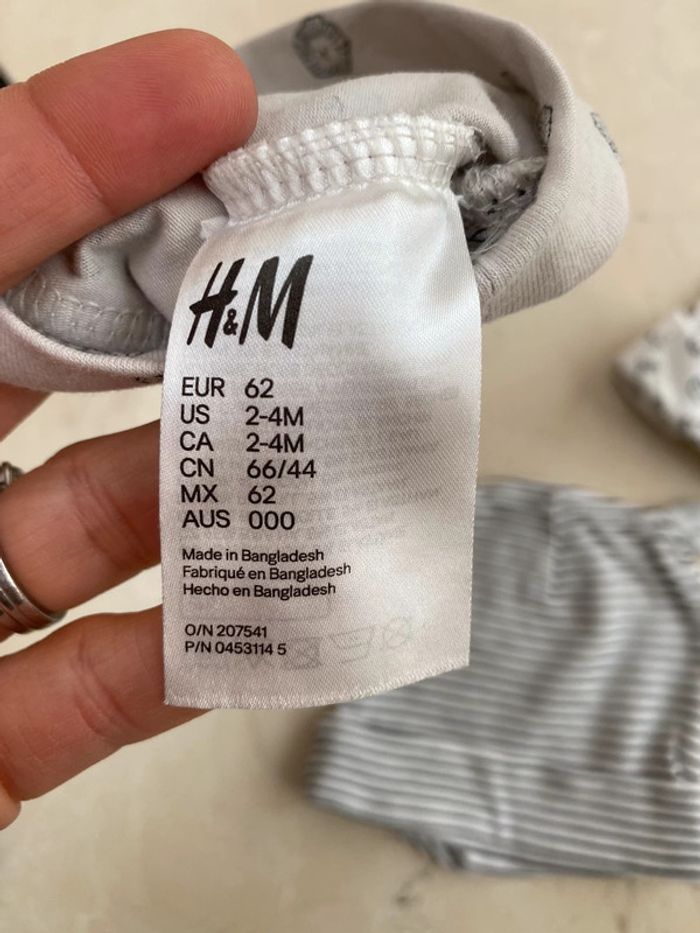 H&M
EUR 62
US 2-4M
CA 2-4M
CN 66/44
MX 62
AUS 000
Made in Bangladesh
Fabriqué en Bangladesh
Hecho en Bangladesh
O/N 207541
P/N 0453114 5